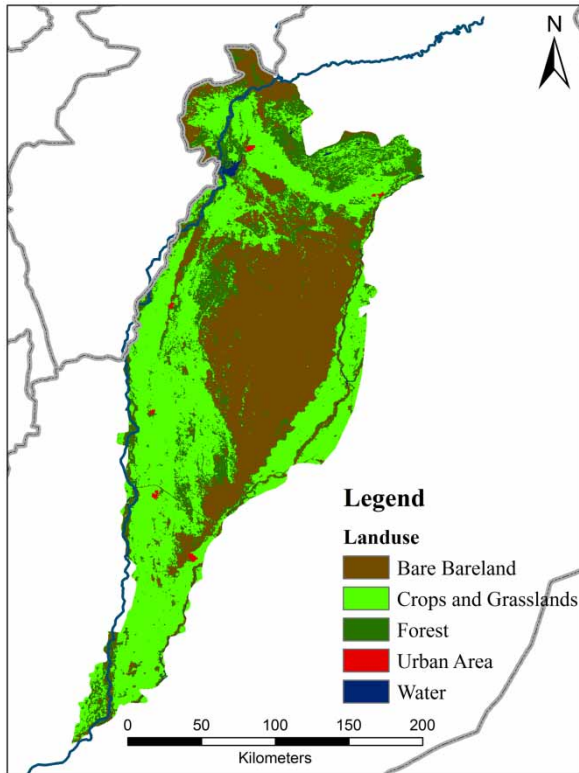 N
Legend
Landuse
Bare Bareland
Crops and Grasslands
Forest
Urban Area
Water
0 50 100 150 200
Kilometers